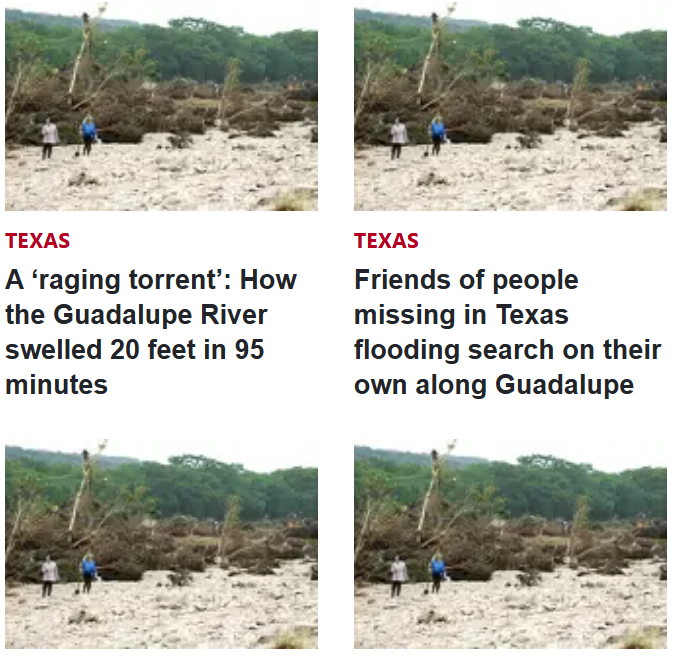 TEXAS
A ‘raging torrent’: How
the Guadalupe River
swelled 20 feet in 95
minutes
TEXAS
Friends of people
missing in Texas
flooding search on their
own along Guadalupe